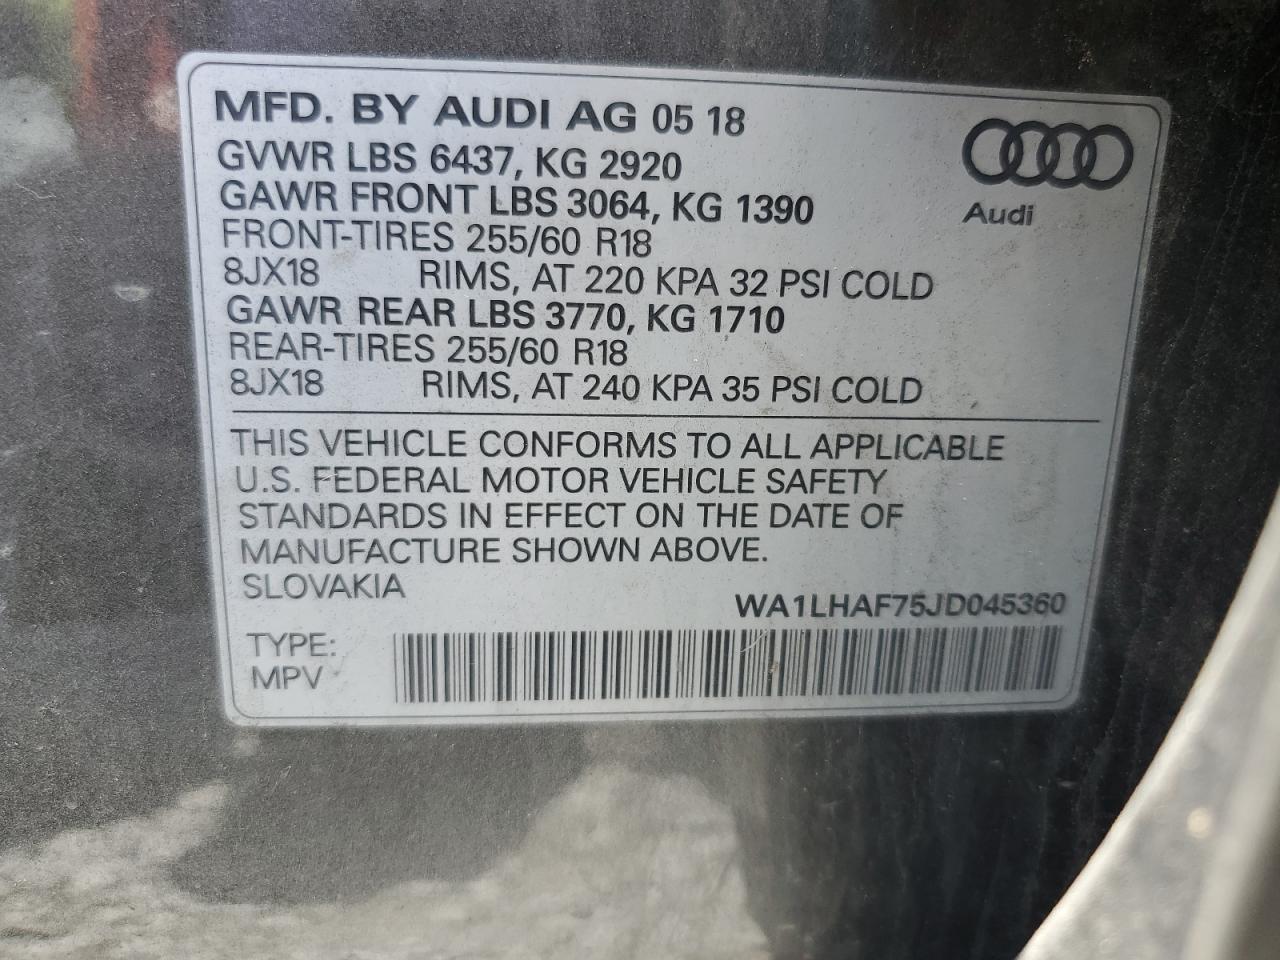 MFD. BY AUDI AG 05 18
GVWR LBS 6437, KG 2920
GAWR FRONT LBS 3064, KG 1390
FRONT-TIRES 255/60 R18
8JX18 RIMS, AT 220 KPA 32 PSI COLD
GAWR REAR LBS 3770, KG 1710
REAR-TIRES 255/60 R18
8JX18 RIMS, AT 240 KPA 35 PSI COLD
Audi
THIS VEHICLE CONFORMS TO ALL APPLICABLE
U.S. FEDERAL MOTOR VEHICLE SAFETY
STANDARDS IN EFFECT ON THE DATE OF
MANUFACTURE SHOWN ABOVE.
SLOVAKIA
WA1LHAF75JD045360
TYPE:
MPV